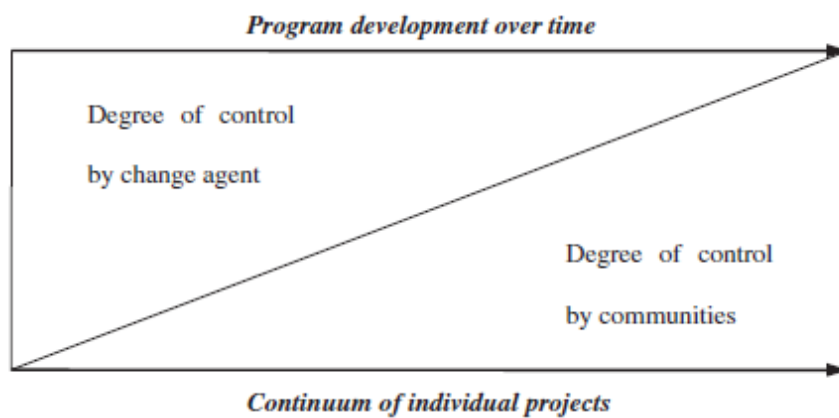 Program development over time
Degree of control
by change agent
Degree of control
by communities
Continuum of individual projects